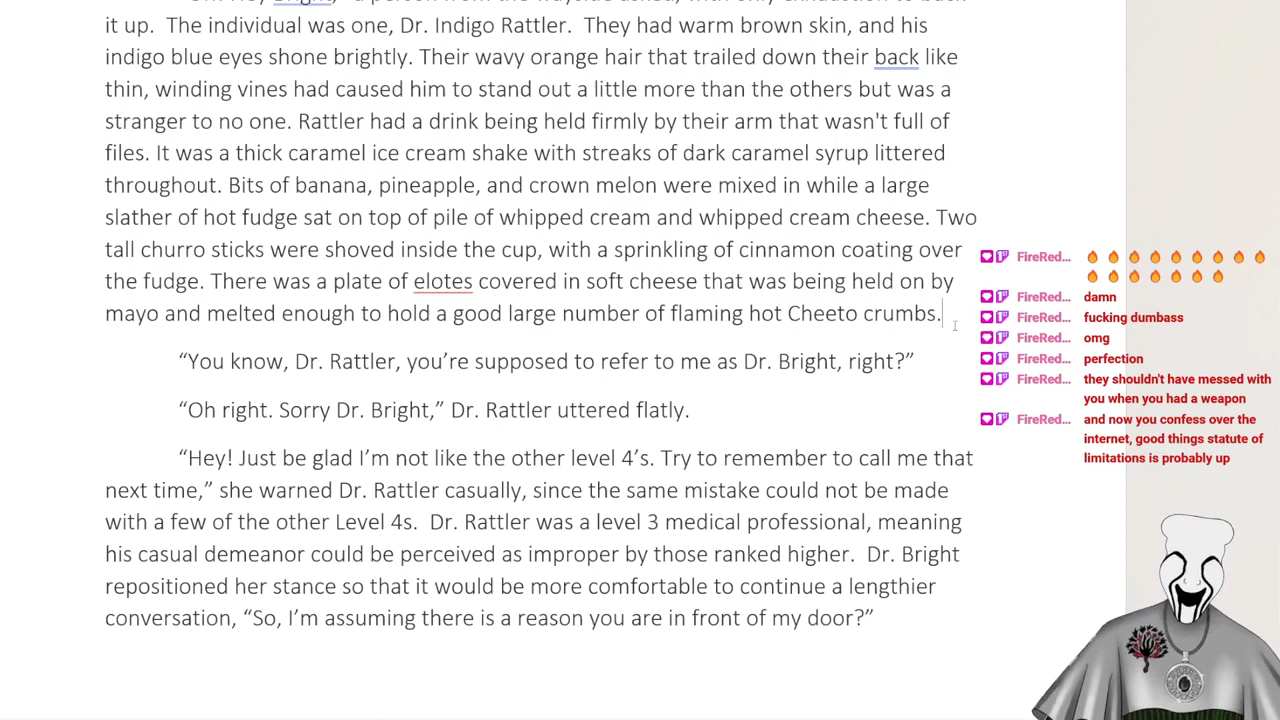 "Oh! Hey Bright," a person from the wayside asked, with only exhaustion to back
it up. The individual was one, Dr. Indigo Rattler. They had warm brown skin, and his
indigo blue eyes shone brightly. Their wavy orange hair that trailed down their back like
thin, winding vines had caused him to stand out a little more than the others but was a
stranger to no one. Rattler had a drink being held firmly by their arm that wasn't full of
files. It was a thick caramel ice cream shake with streaks of dark caramel syrup littered
throughout. Bits of banana, pineapple, and crown melon were mixed in while a large
slather of hot fudge sat on top of pile of whipped cream and whipped cream cheese. Two
tall churro sticks were shoved inside the cup, with a sprinkling of cinnamon coating over
the fudge. There was a plate of elotes covered in soft cheese that was being held on by
mayo and melted enough to hold a good large number of flaming hot Cheeto crumbs.
“You know, Dr. Rattler, you’re supposed to refer to me as Dr. Bright, right?”
“Oh right. Sorry Dr. Bright,” Dr. Rattler uttered flatly.
“Hey! Just be glad I’m not like the other level 4’s. Try to remember to call me that
next time,” she warned Dr. Rattler casually, since the same mistake could not be made
with a few of the other Level 4s. Dr. Rattler was a level 3 medical professional, meaning
his casual demeanor could be perceived as improper by those ranked higher. Dr. Bright
repositioned her stance so that it would be more comfortable to continue a lengthier
conversation, “So, I’m assuming there is a reason you are in front of my door?”
FireRed... 🔥🔥🔥🔥🔥🔥🔥🔥🔥
🔥🔥🔥🔥🔥🔥🔥
FireRed... damn
FireRed... fucking dumbass
FireRed... omg
FireRed... perfection
FireRed... they shouldn't have messed with
you when you had a weapon
FireRed... and now you confess over the
internet, good things statute of
limitations is probably up